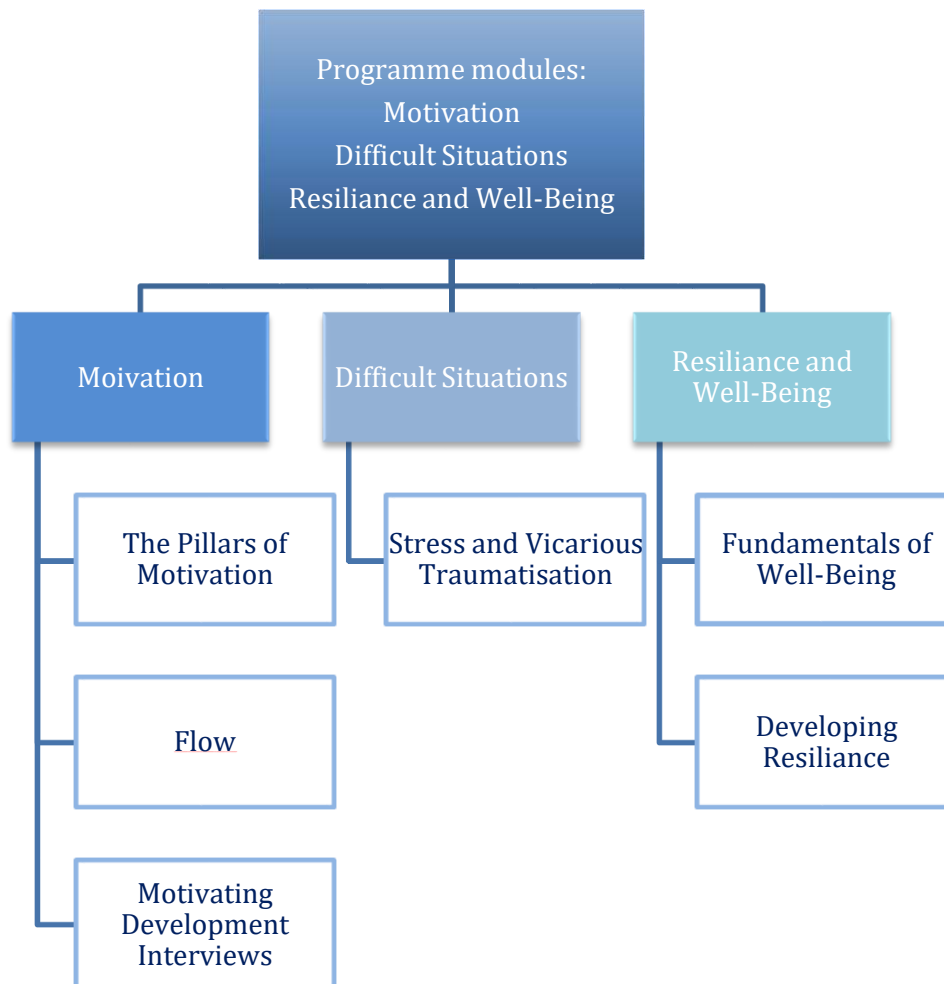 Programme modules:
Motivation
Difficult Situations
Resiliance and Well-Being
Moivation
Difficult Situations
Resiliance and
Well-Being
The Pillars of
Motivation
Stress and Vicarious
Traumatisation
Fundamentals of
Well-Being
Flow
Developing
Resiliance
Motivating
Development
Interviews